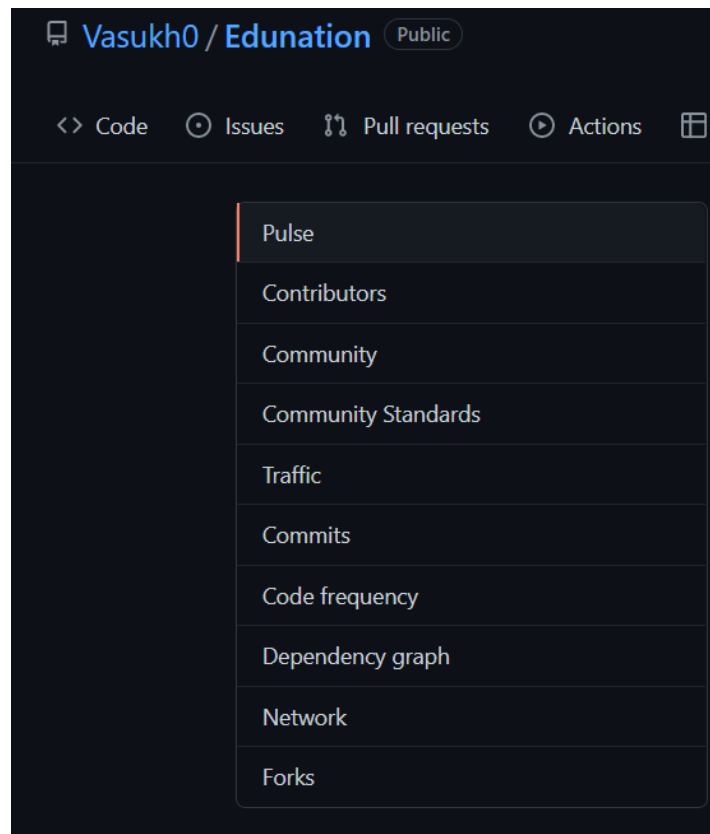 Vasukh0 / Edunation Public
Code Issues Pull requests Actions
Pulse
Contributors
Community
Community Standards
Traffic
Commits
Code frequency
Dependency graph
Network
Forks